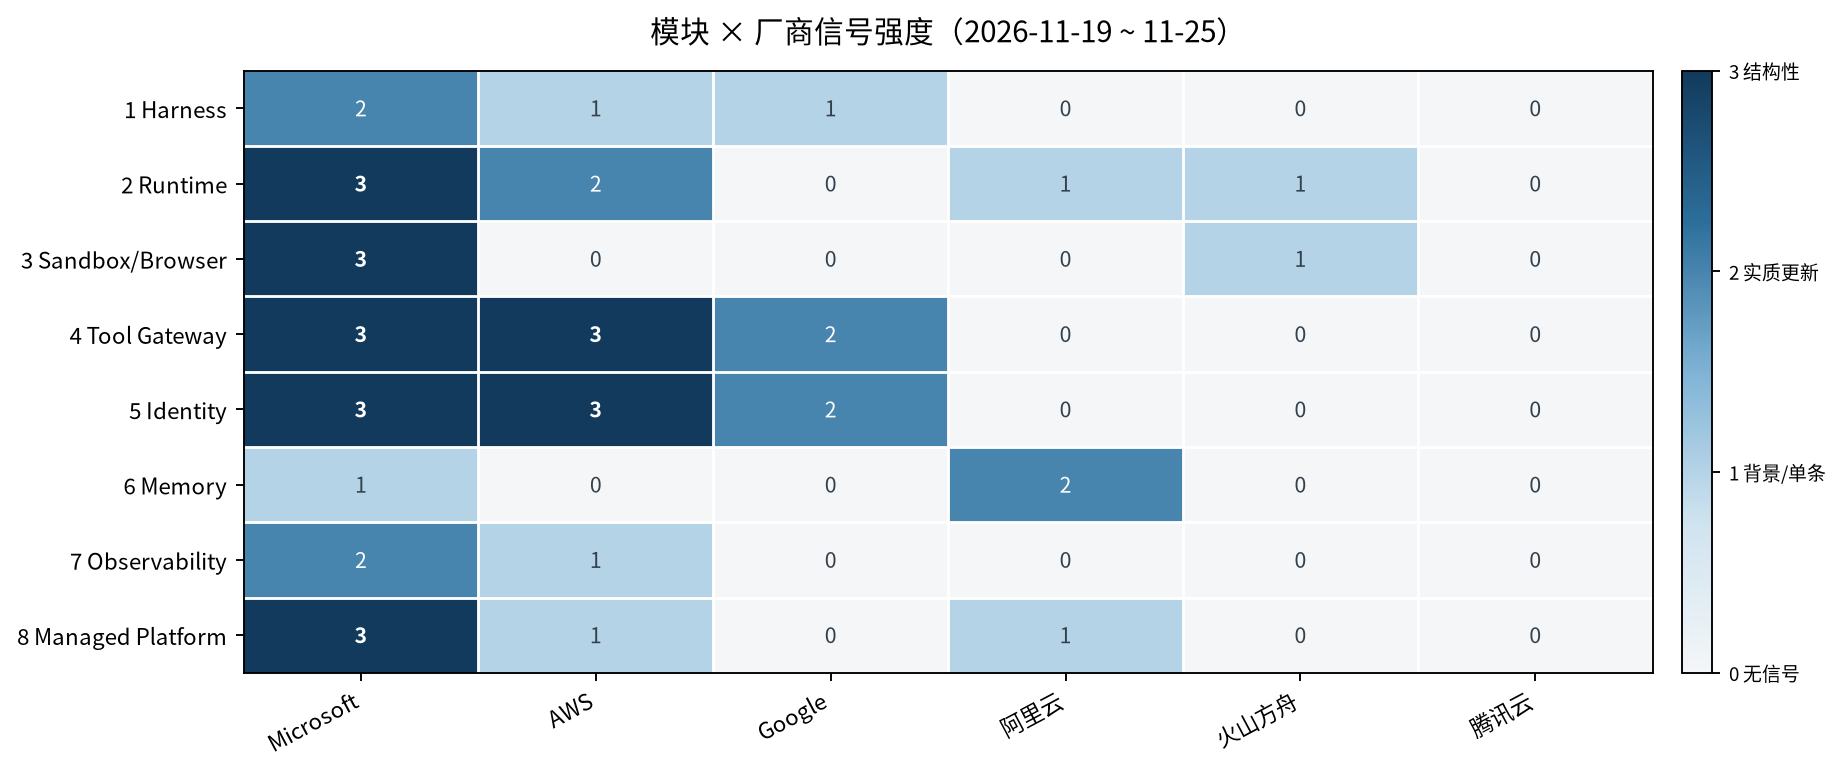 模块 × 厂商信号强度（2026-11-19 ~ 11-25）
1 Harness 2 1 1 0 0 0
2 Runtime 3 2 0 1 1 0
3 Sandbox/Browser 3 0 0 0 1 0
4 Tool Gateway 3 3 2 0 0 0
5 Identity 3 3 2 0 0 0
6 Memory 1 0 0 2 0 0
7 Observability 2 1 0 0 0 0
8 Managed Platform 3 1 0 1 0 0
Microsoft AWS Google 阿里云 火山方舟 腾讯云
3 结构性
2 实质更新
1 背景/单条
0 无信号